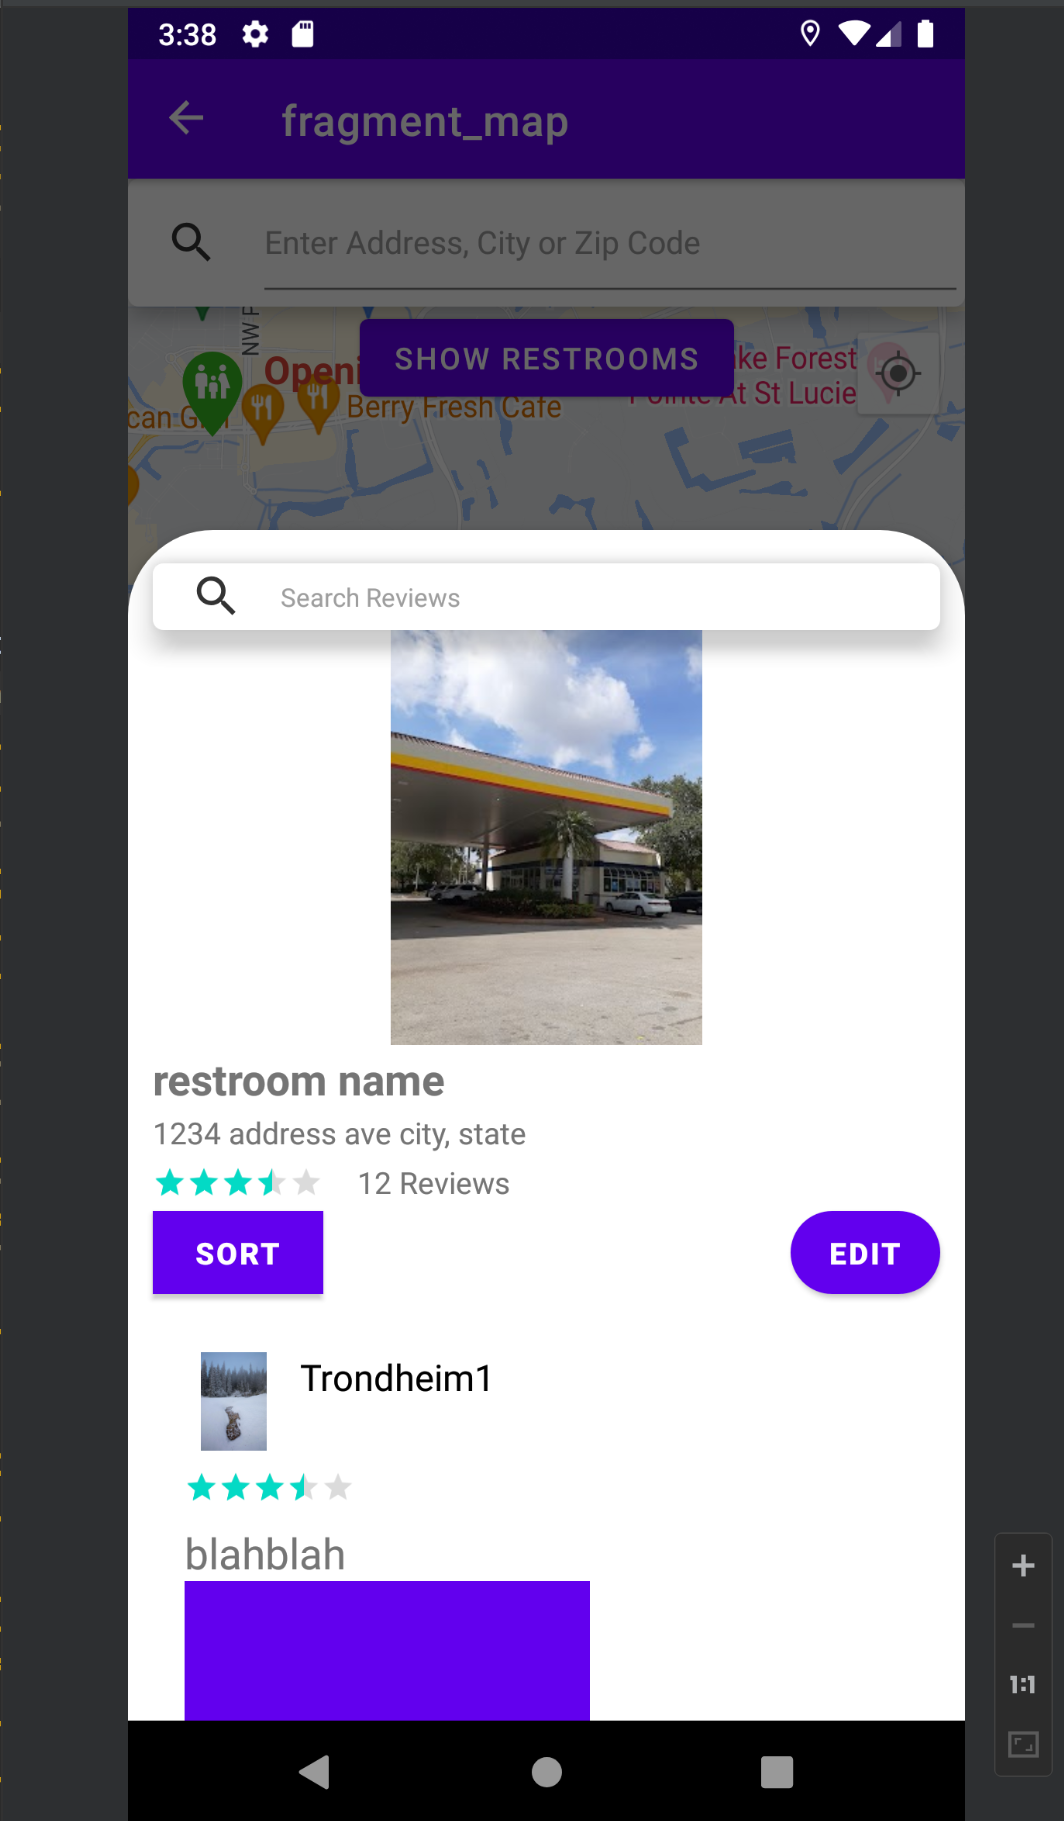 3:38
fragment_map
Enter Address, City or Zip Code
NW
SHOW RESTROOMS
Openi
ke Forest
Pointe At St Lucie
can G
Berry Fresh Cafe
Search Reviews
restroom name
1234 address ave city, state
12 Reviews
SORT
EDIT
Trondheim1
blahblah
1:1